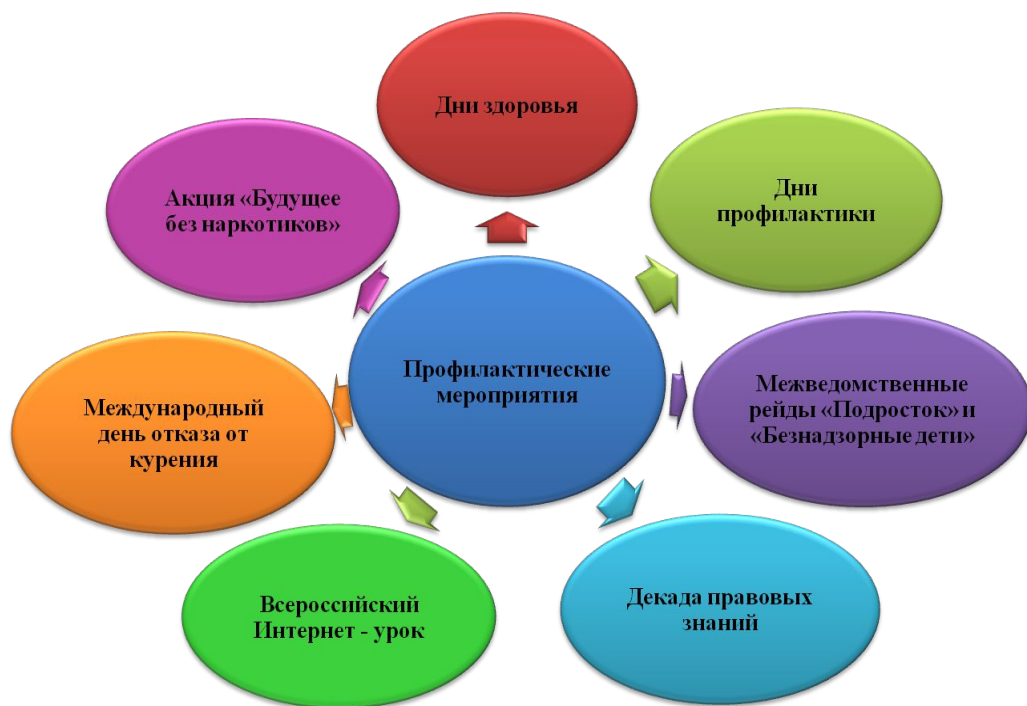 Дни здоровья
Акция «Будущее
без наркотиков»
Дни
профилактики
Профилактические
мероприятия
Межведомственные
рейды «Подросток» и
«Безнадзорные дети»
Международный
день отказа от
курения
Всероссийский
Интернет - урок
Декада правовых
знаний